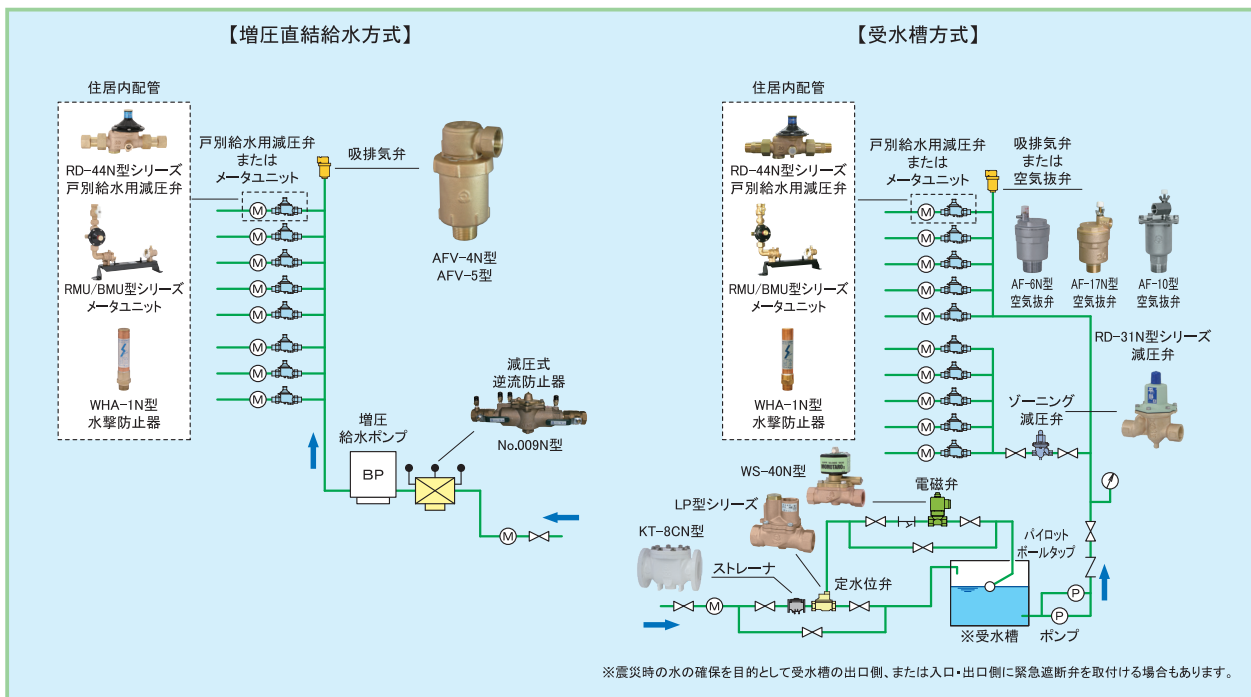 【増圧直結給水方式】
住居内配管
RD-44N型シリーズ
戸別給水用減圧弁
RMU/BMU型シリーズ
メータユニット
WHA-1N型
水撃防止器
戸別給水用減圧弁
または
メータユニット
吸排気弁
AFV-4N型
AFV-5型
M
M
M
M
M
M
M
M
減圧式
逆流防止器
No.009N型
増圧
給水ポンプ
BP
M
【受水槽方式】
住居内配管
RD-44N型シリーズ
戸別給水用減圧弁
RMU/BMU型シリーズ
メータユニット
WHA-1N型
水撃防止器
戸別給水用減圧弁
または
メータユニット
吸排気弁
または
空気抜弁
AF-6N型
空気抜弁
AF-17N型
空気抜弁
AF-10型
空気抜弁
M
M
M
M
M
M
M
M
M
M
RD-31N型シリーズ
減圧弁
ゾーニング
減圧弁
WS-40N型
電磁弁
LP型シリーズ
KT-8CN型
ストレーナ
定水位弁
パイロット
ボールタップ
M
P
P
※受水槽
ポンプ
※震災時の水の確保を目的として受水槽の出口側、または入口・出口側に緊急遮断弁を取付ける場合もあります。